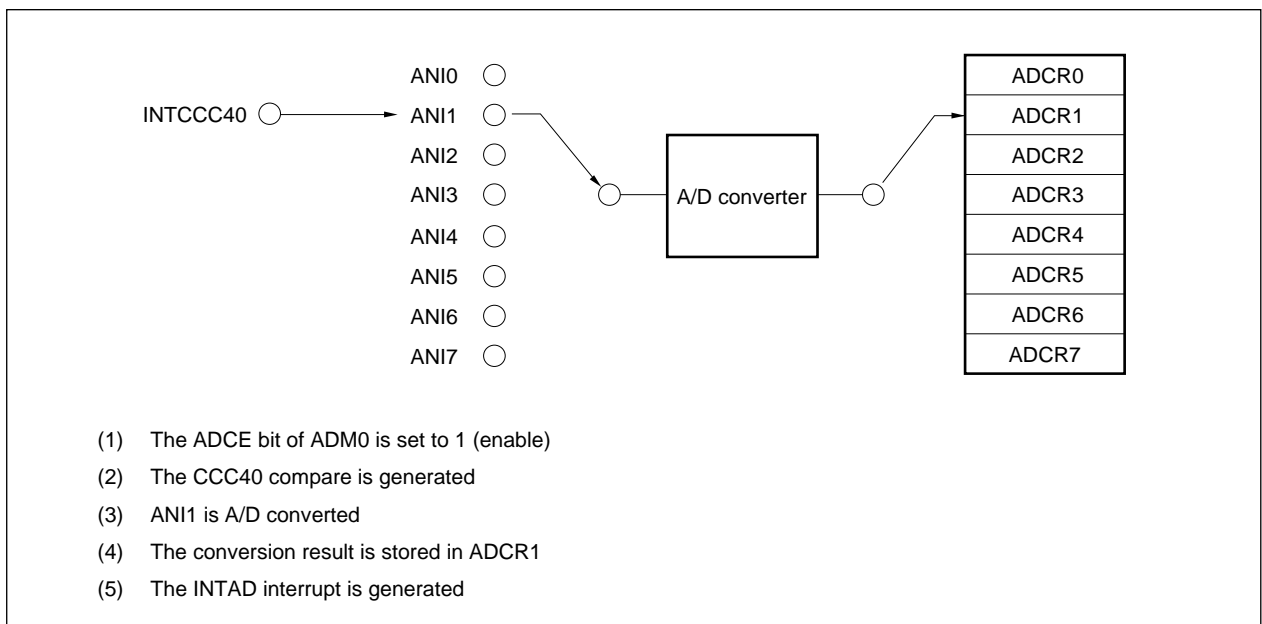 ANI0
INTCCC40
ANI1
ANI2
ANI3
ANI4
ANI5
ANI6
ANI7
A/D converter
ADCR0
ADCR1
ADCR2
ADCR3
ADCR4
ADCR5
ADCR6
ADCR7
(1) The ADCE bit of ADM0 is set to 1 (enable)
(2) The CCC40 compare is generated
(3) ANI1 is A/D converted
(4) The conversion result is stored in ADCR1
(5) The INTAD interrupt is generated